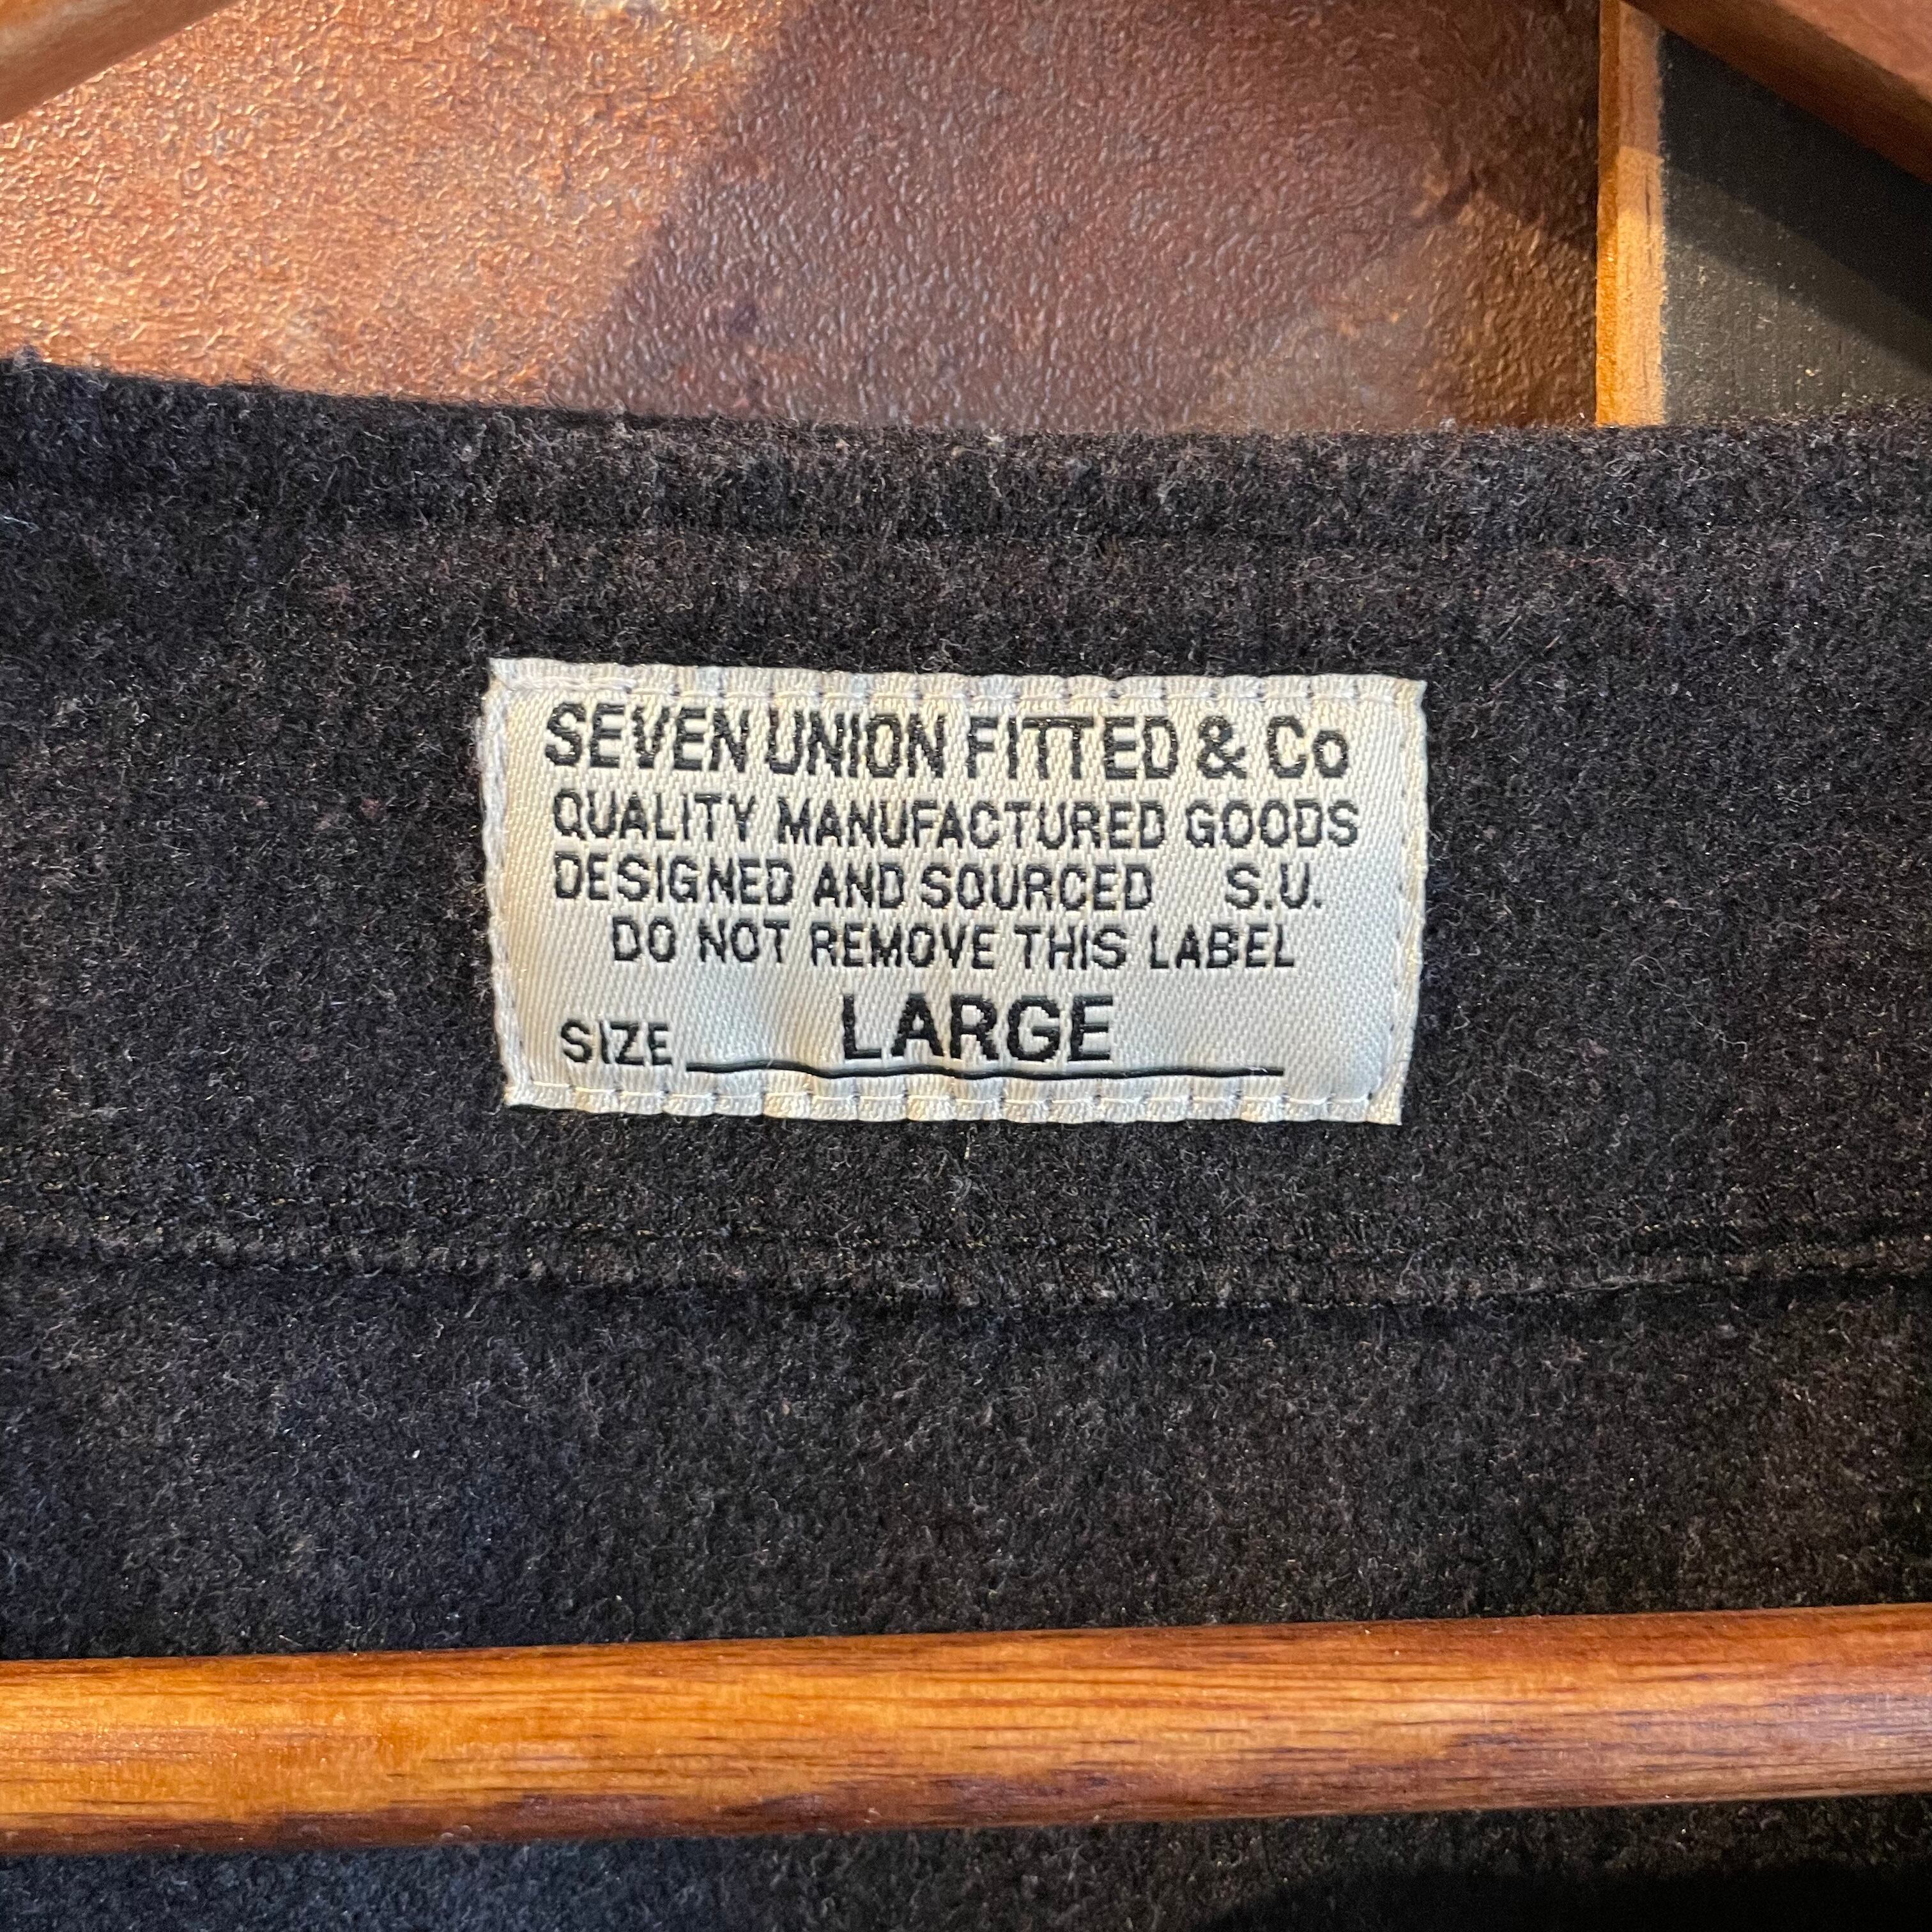 SEVEN UNION FITTED & Co
QUALITY MANUFACTURED GOODS
DESIGNED AND SOURCED S.U.
DO NOT REMOVE THIS LABEL
SIZE LARGE